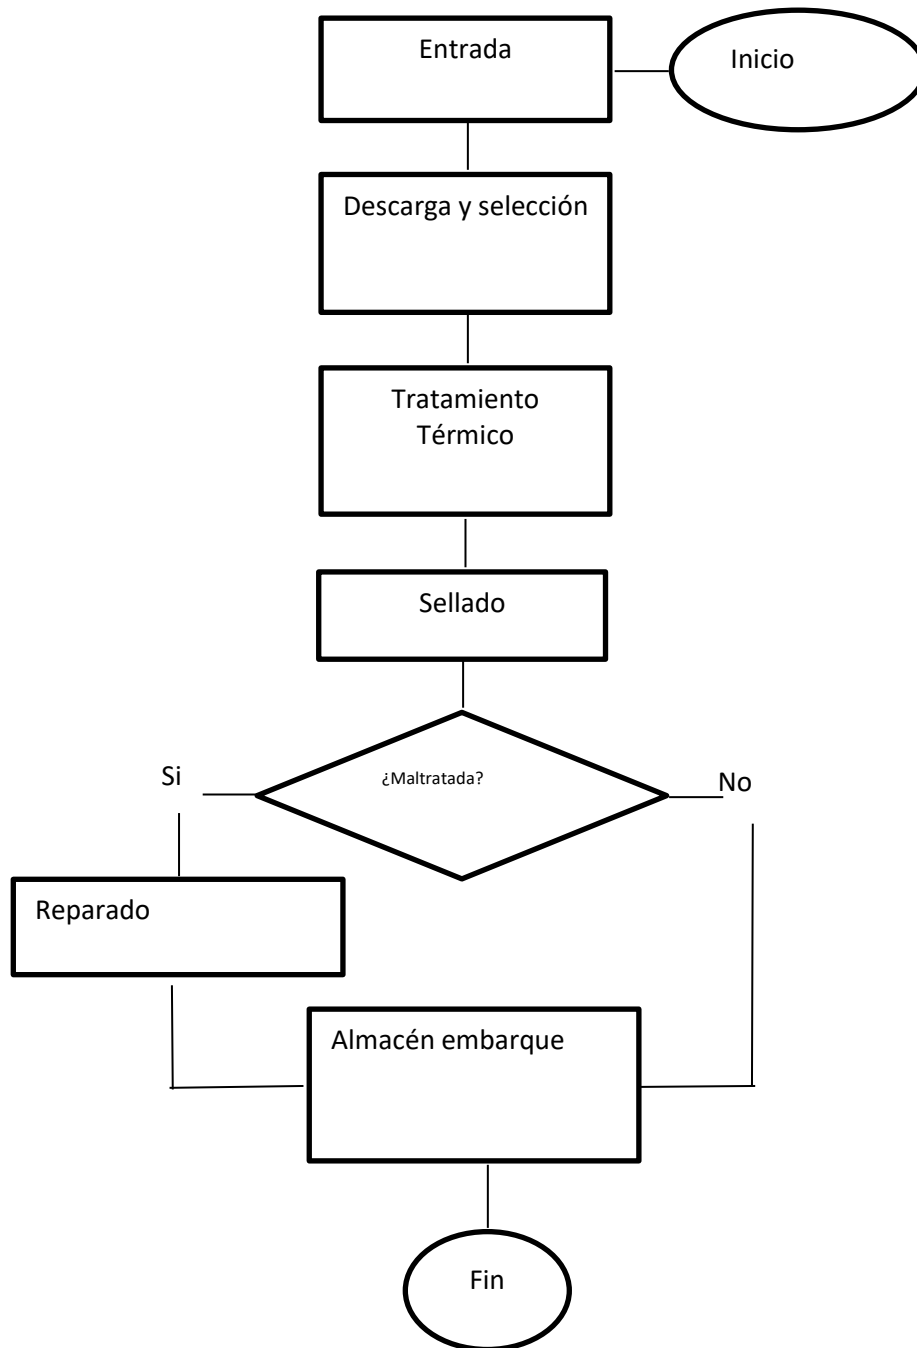 Entrada
Inicio
Descarga y selección
Tratamiento
Térmico
Sellado
¿Maltratada?
Si
No
Reparado
Almacén embarque
Fin